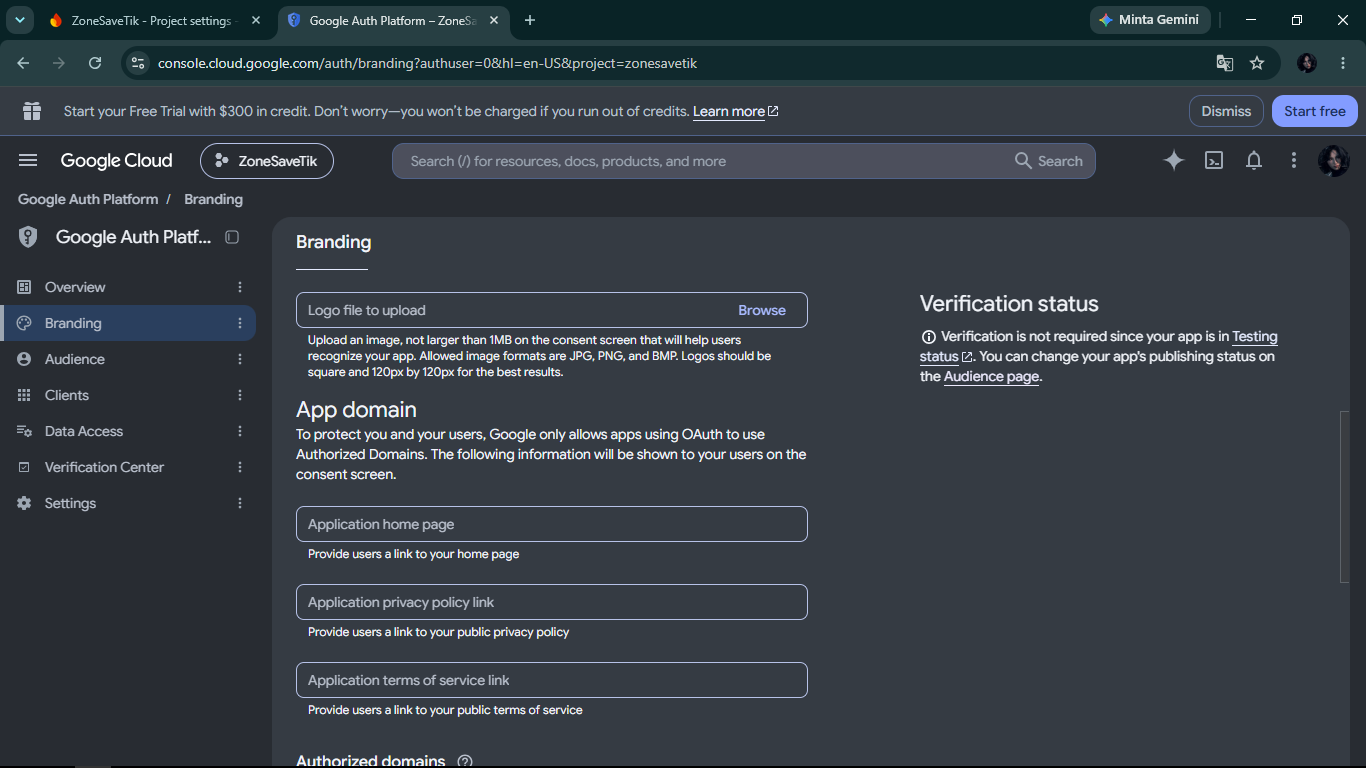 ZoneSaveTik - Project settings -
Google Auth Platform – ZoneSa
Minta Gemini
console.cloud.google.com/auth/branding?authuser=0&hl=en-US&project=zonesavetik
Start your Free Trial with $300 in credit. Don't worry—you won't be charged if you run out of credits. Learn more
Dismiss
Start free
Google Cloud
ZoneSaveTik
Search (/) for resources, docs, products, and more
Search
Google Auth Platform / Branding
Google Auth Platf...
Overview
Branding
Audience
Clients
Data Access
Verification Center
Settings
Branding
Logo file to upload
Browse
Upload an image, not larger than 1MB on the consent screen that will help users
recognize your app. Allowed image formats are JPG, PNG, and BMP. Logos should be
square and 120px by 120px for the best results.
App domain
To protect you and your users, Google only allows apps using OAuth to use
Authorized Domains. The following information will be shown to your users on the
consent screen.
Application home page
Provide users a link to your home page
Application privacy policy link
Provide users a link to your public privacy policy
Application terms of service link
Provide users a link to your public terms of service
Authorized domains
Verification status
Verification is not required since your app is in Testing
status. You can change your app's publishing status on
the Audience page.